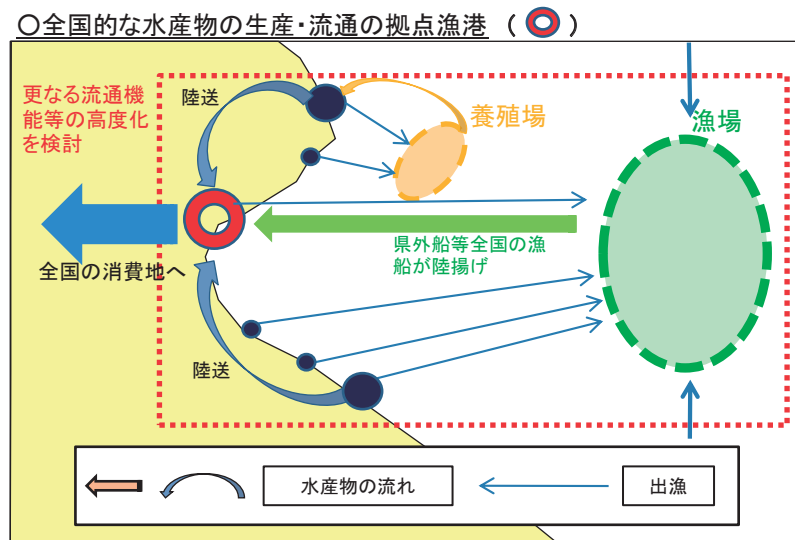 ○全国的な水産物の生産・流通の拠点漁港 （ ）
更なる流通機
能等の高度化
を検討
陸送
養殖場
漁場
県外船等全国の漁
船が陸揚げ
全国の消費地へ
陸送
水産物の流れ
出漁